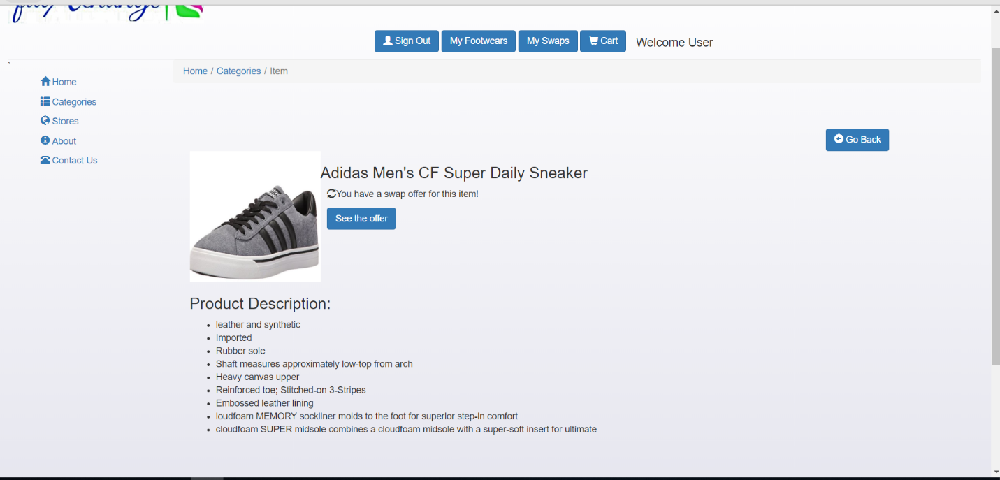 Sign Out My Footwears My Swaps Cart Welcome User
Home / Categories / Item
Home
Categories
Stores
About
Contact Us
Go Back
Adidas Men's CF Super Daily Sneaker
You have a swap offer for this item!
See the offer
Product Description:
leather and synthetic
Imported
Rubber sole
Shaft measures approximately low-top from arch
Heavy canvas upper
Reinforced toe; Stitched-on 3-Stripes
Embossed leather lining
loudfoam MEMORY sockliner molds to the foot for superior step-in comfort
cloudfoam SUPER midsole combines a cloudfoam midsole with a super-soft insert for ultimate